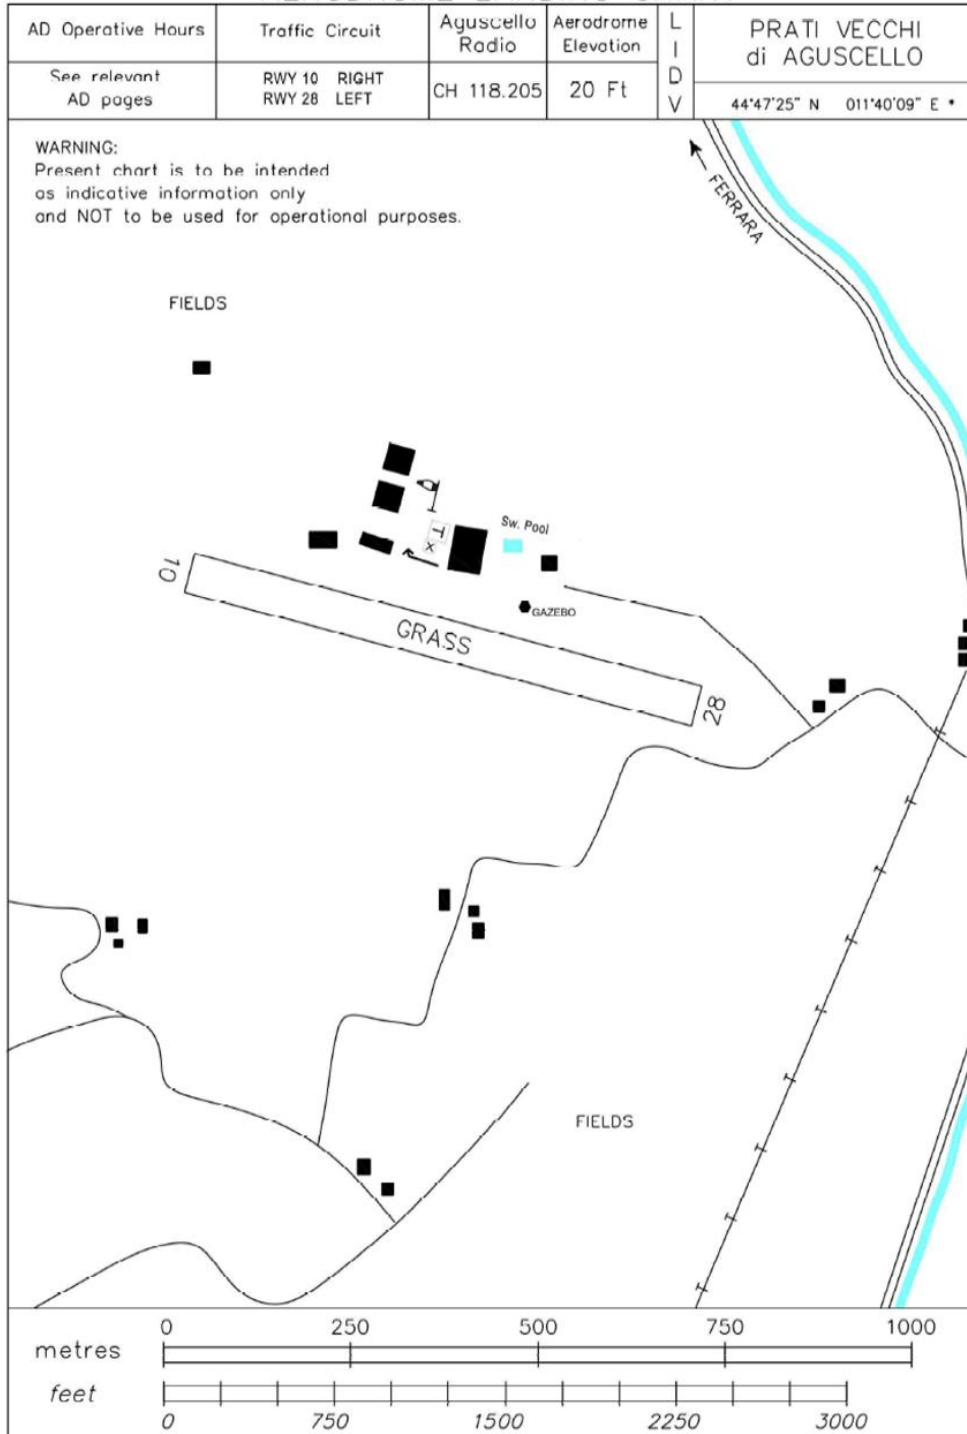 AD Operative Hours
Traffic Circuit
Aguscello
Radio
Aerodrome
Elevation
L
I
D
V
PRATI VECCHI
di AGUSCELLO
See relevant
AD pages
RWY 10 RIGHT
RWY 28 LEFT
CH 118.205
20 Ft
44°47'25" N 011°40'09" E *
WARNING:
Present chart is to be intended
as indicative information only
and NOT to be used for operational purposes.
FERRARA
FIELDS
Sw. Pool
T x
10
GAZEBO
GRASS
28
FIELDS
0 250 500 750 1000
metres
feet
0 750 1500 2250 3000